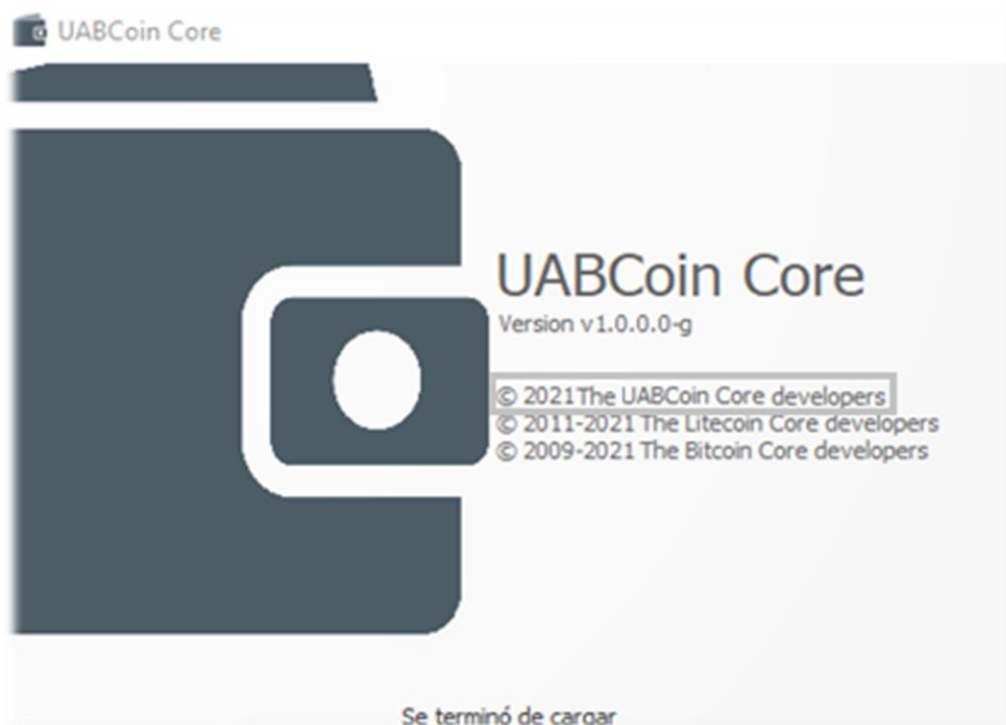 UABCoin Core
UABCoin Core
Version v1.0.0.0-g
© 2021The UABCoin Core developers
© 2011-2021 The Litecoin Core developers
© 2009-2021 The Bitcoin Core developers
Se terminó de cargar